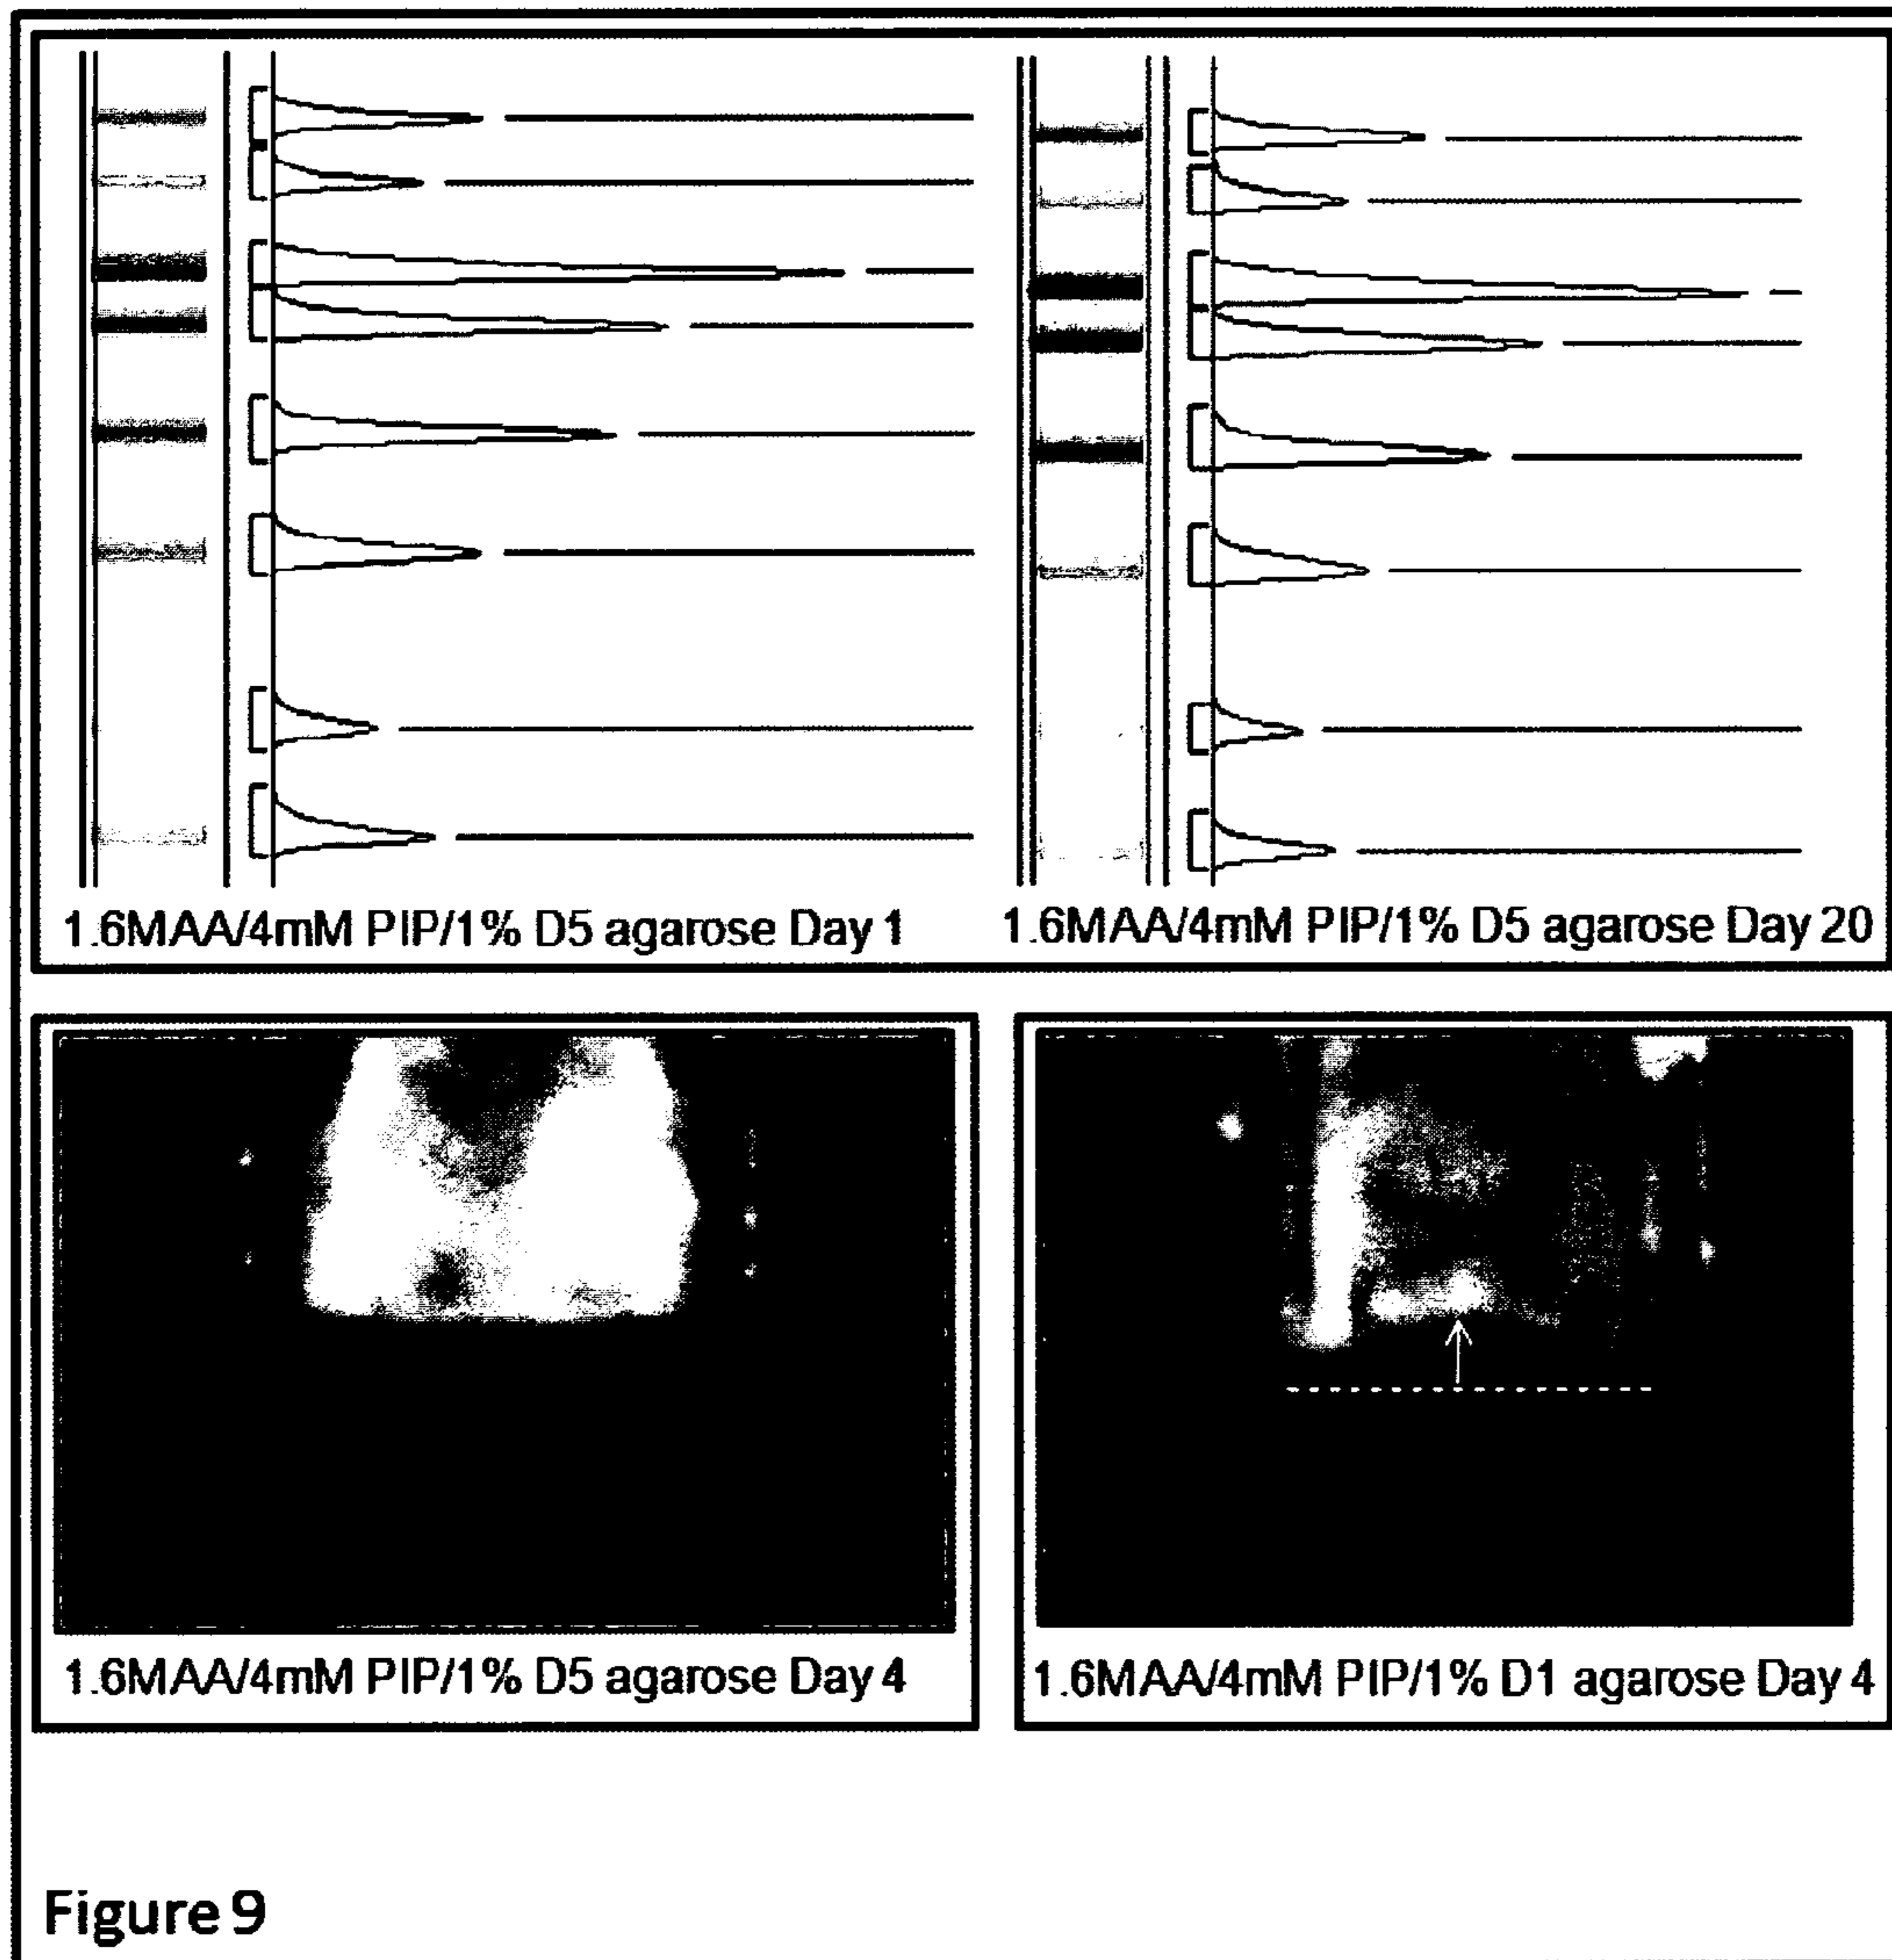 1.6MAA/4mM PIP/1% D5 agarose Day 1
1.6MAA/4mM PIP/1% D5 agarose Day 20
1.6MAA/4mM PIP/1% D5 agarose Day 4
1.6MAA/4mM PIP/1% D1 agarose Day 4
Figure 9